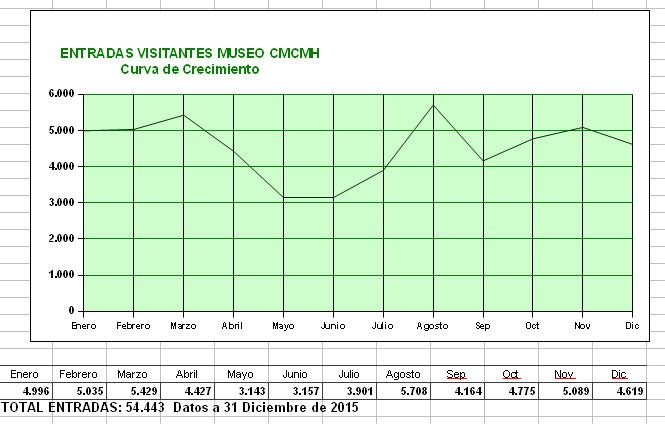 ENTRADAS VISITANTES MUSEO CMCMH
Curva de Crecimiento
6.000
5.000
4.000
3.000
2.000
1.000
0
Enero Febrero Marzo Abril Mayo Junio Julio Agosto Sep Oct Nov Dic
Enero Febrero Marzo Abril Mayo Junio Julio Agosto Sep Oct Nov Dic
4.996 5.035 5.429 4.427 3.143 3.157 3.901 5.708 4.164 4.775 5.089 4.619
TOTAL ENTRADAS: 54.443 Datos a 31 Diciembre de 2015